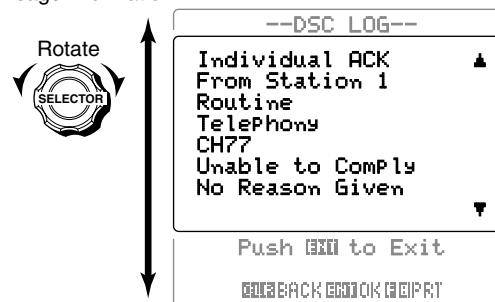 Rotate
SELECTOR
--DSC LOG--
Individual ACK
From Station 1
Routine
Telephony
CH77
Unable to Comply
No Reason Given
Push to Exit
BACK OK PRT